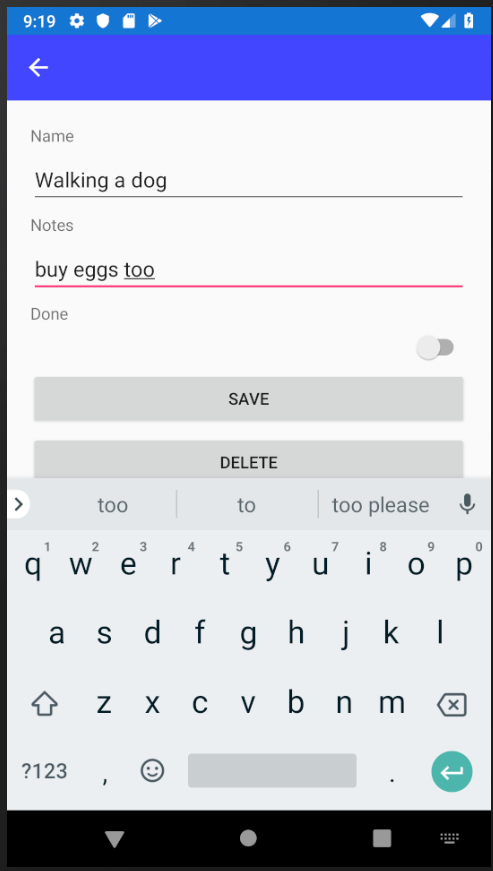 9:19
Name
Walking a dog
Notes
buy eggs too
Done
SAVE
DELETE
too to too please
1 2 3 4 5 6 7 8 9 0
q w e r t y u i o p
a s d f g h j k l
z x c v b n m
?123 , .